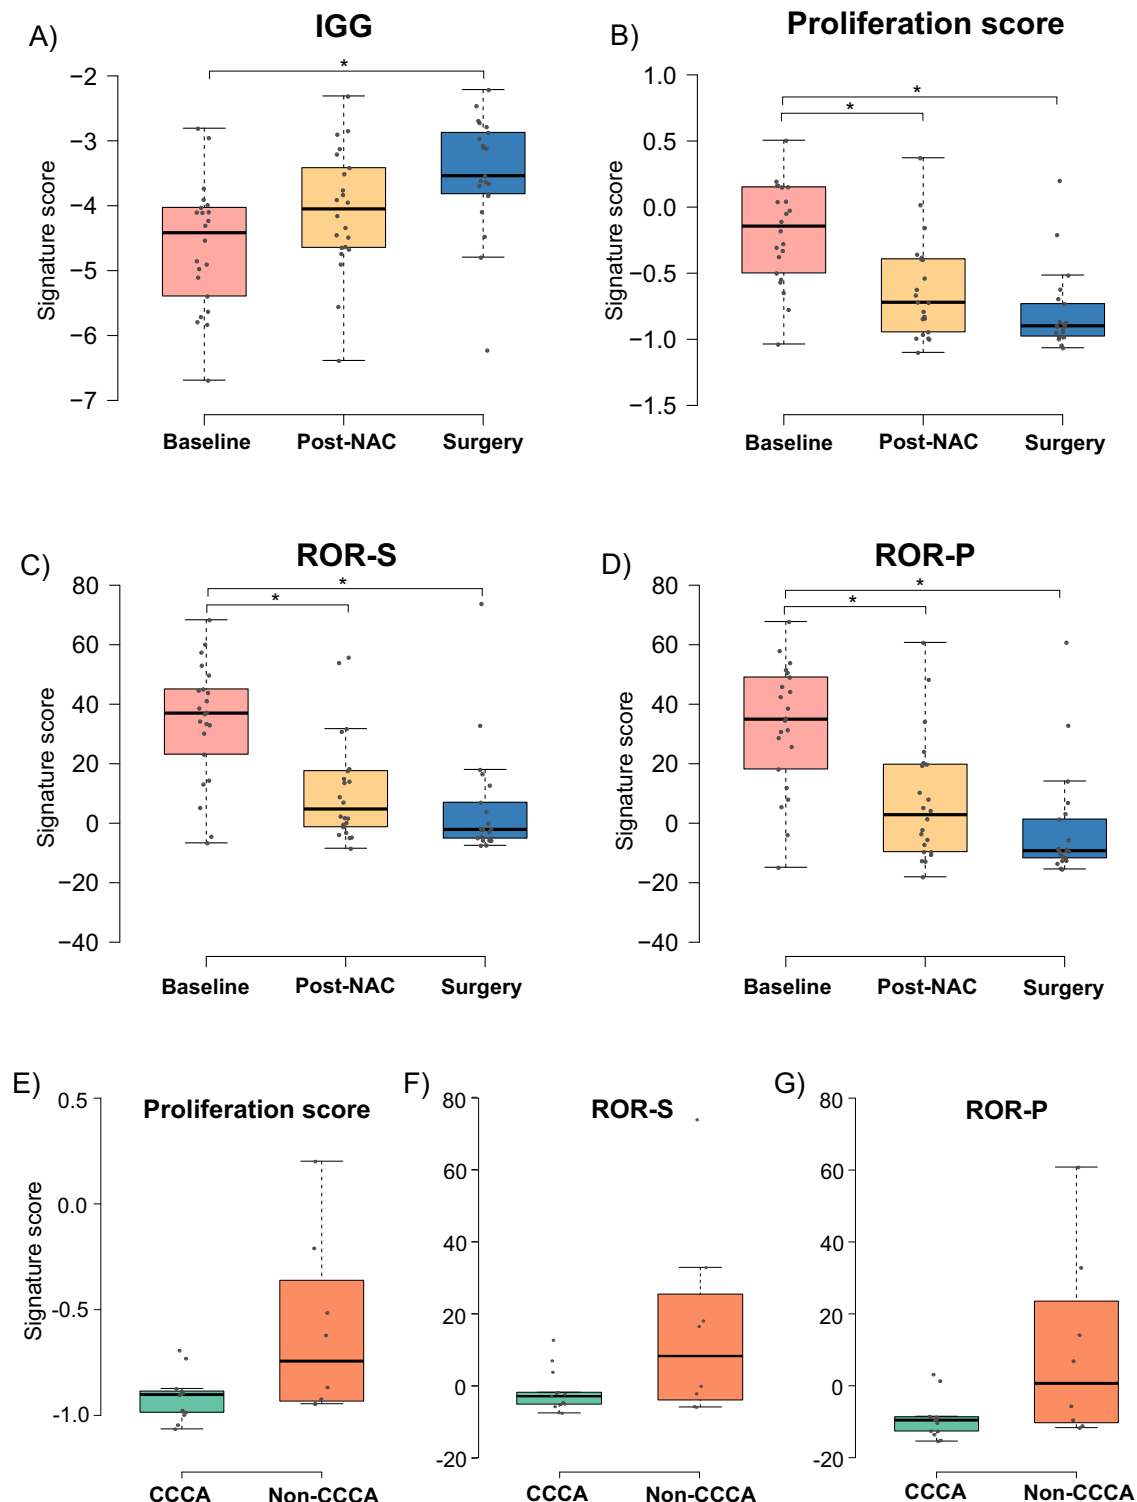 A)
IGG
Signature score
−2
−3
−4
−5
−6
−7
*
Baseline
Post-NAC
Surgery
B)
Proliferation score
Signature score
1.0
0.5
0.0
−0.5
−1.0
−1.5
*
*
Baseline
Post-NAC
Surgery
C)
ROR-S
Signature score
80
60
40
20
0
−20
−40
*
*
Baseline
Post-NAC
Surgery
D)
ROR-P
Signature score
80
60
40
20
0
−20
−40
*
*
Baseline
Post-NAC
Surgery
E)
Proliferation score
Signature score
0.5
0.0
-0.5
-1.0
CCCA
Non-CCCA
F)
ROR-S
80
60
40
20
0
-20
CCCA
Non-CCCA
G)
ROR-P
80
60
40
20
0
-20
CCCA
Non-CCCA